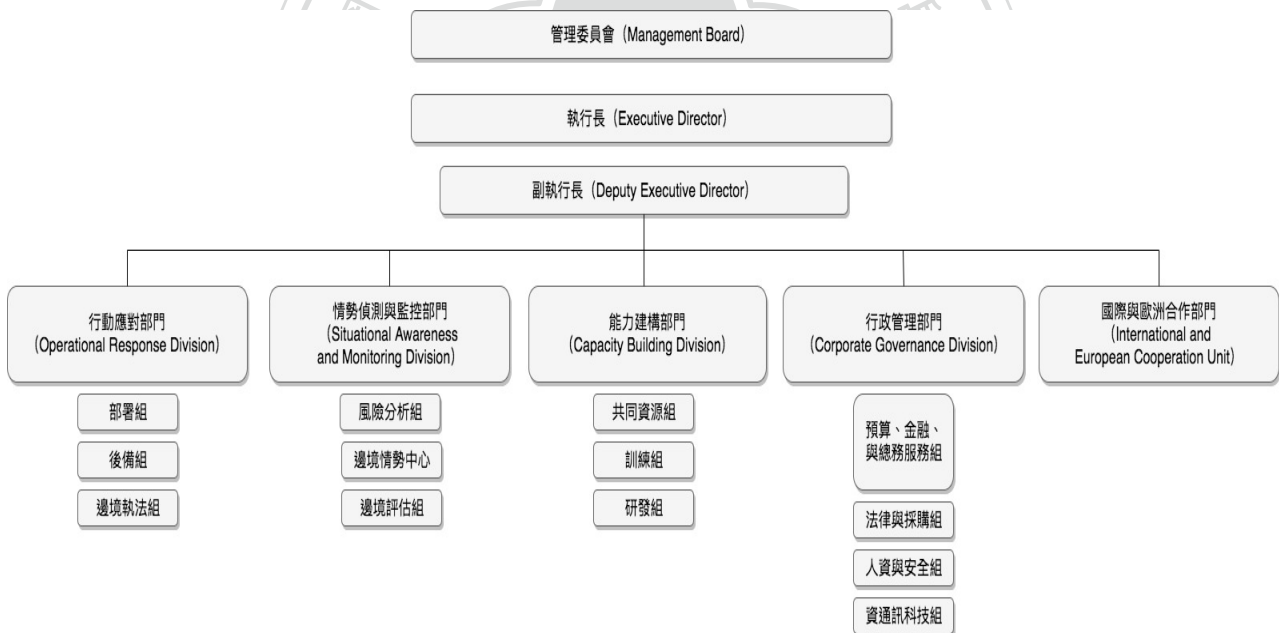 管理委員會（Management Board）
執行長（Executive Director）
副執行長（Deputy Executive Director）
行動應對部門
（Operational Response Division）
部署組
後備組
邊境執法組
情勢偵測與監控部門
（Situational Awareness
and Monitoring Division）
風險分析組
邊境情勢中心
邊境評估組
能力建構部門
（Capacity Building Division）
共同資源組
訓練組
研發組
行政管理部門
（Corporate Governance Division）
預算、金融、
與總務服務組
法律與採購組
人資與安全組
資通訊科技組
國際與歐洲合作部門
（International and
European Cooperation Unit）